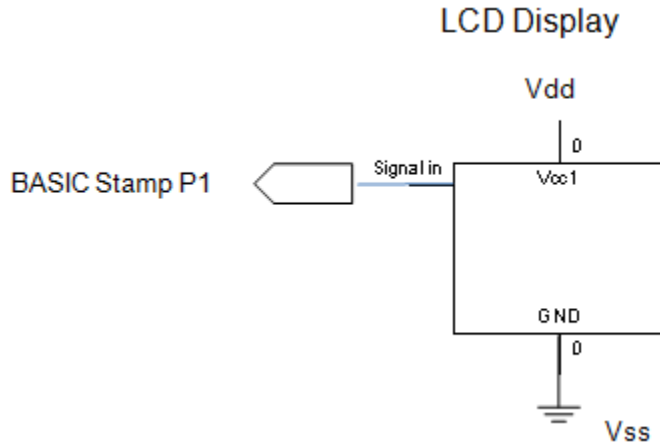 LCD Display
Vdd
0
BASIC Stamp P1
Signal in
Vcc1
GND
0
Vss